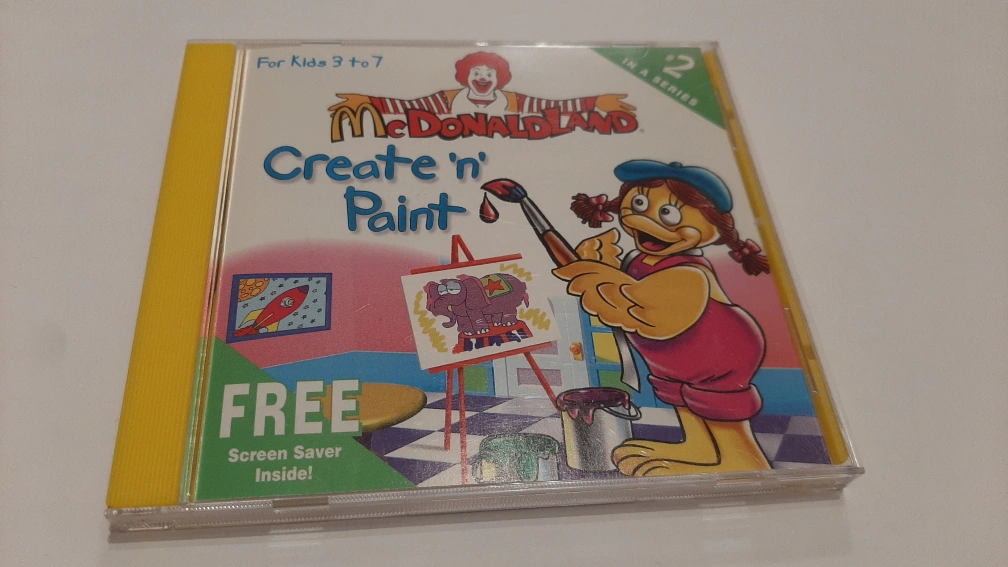 For Kids 3 to 7
#2
IN A SERIES
McDONALDLAND®
Create 'n'
Paint
FREE
Screen Saver
Inside!